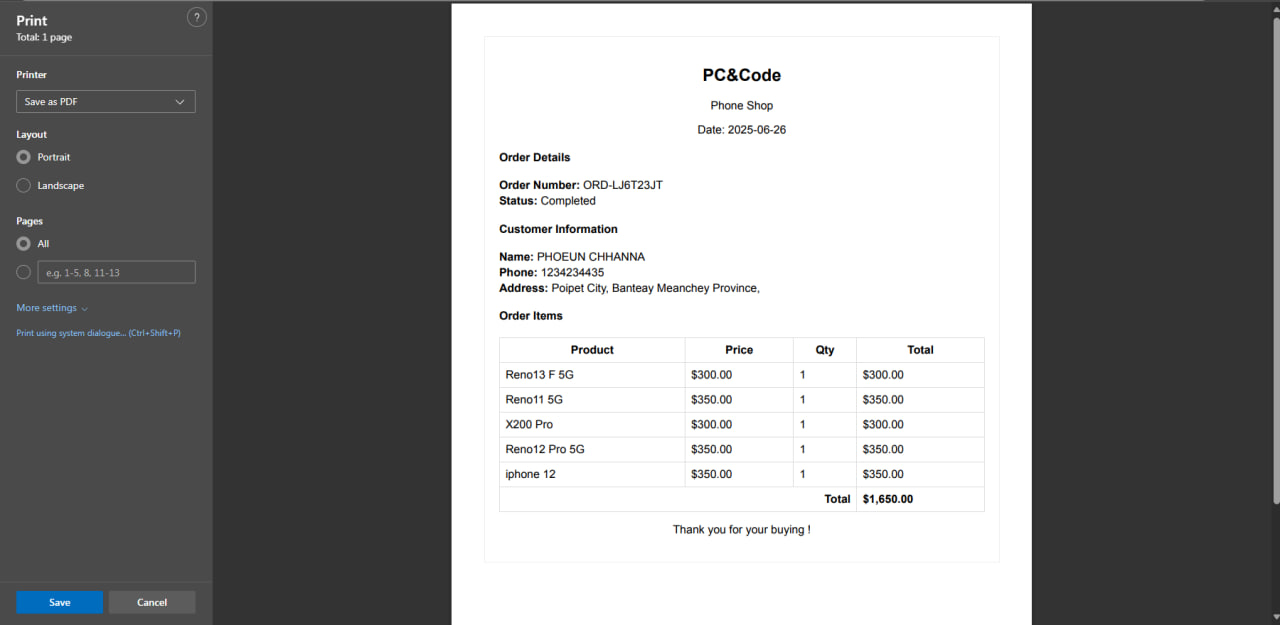 Print
Total: 1 page
?
Printer
Save as PDF
Layout
Portrait
Landscape
Pages
All
e.g. 1-5, 8, 11-13
More settings
Print using system dialogue... (Ctrl+Shift+P)
Save Cancel
PC&Code
Phone Shop
Date: 2025-06-26
Order Details
Order Number: ORD-LJ6T23JT
Status: Completed
Customer Information
Name: PHOEUN CHHANNA
Phone: 1234234435
Address: Poipet City, Banteay Meanchey Province,
Order Items
Product Price Qty Total
Reno13 F 5G $300.00 1 $300.00
Reno11 5G $350.00 1 $350.00
X200 Pro $300.00 1 $300.00
Reno12 Pro 5G $350.00 1 $350.00
iphone 12 $350.00 1 $350.00
Total $1,650.00
Thank you for your buying !